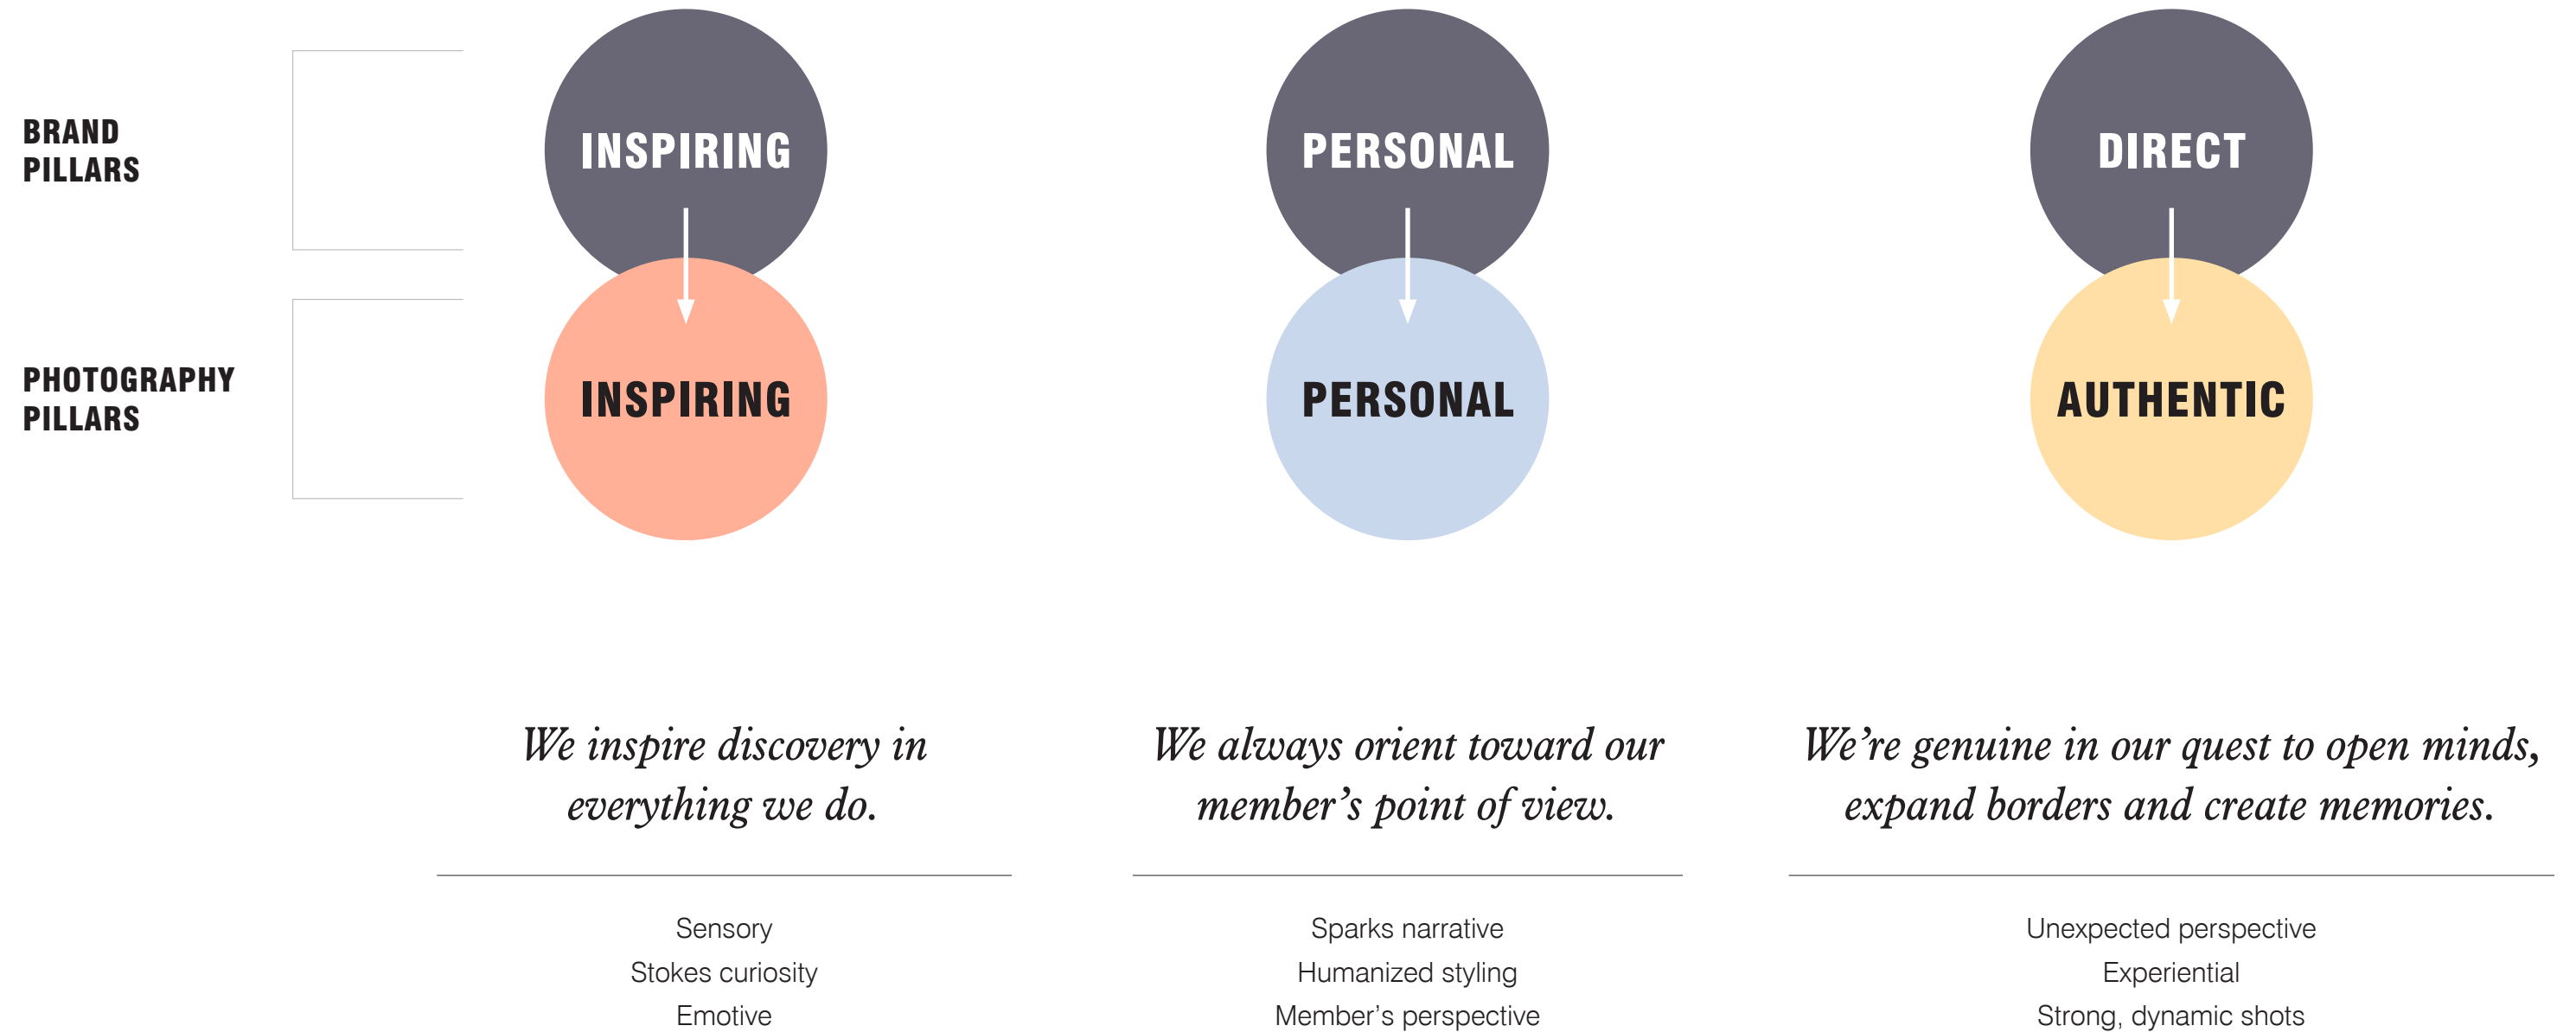 BRAND
PILLARS
INSPIRING
PERSONAL
DIRECT
PHOTOGRAPHY
PILLARS
INSPIRING
PERSONAL
AUTHENTIC
We inspire discovery in
everything we do.
Sensory
Stokes curiosity
Emotive
We always orient toward our
member’s point of view.
Sparks narrative
Humanized styling
Member’s perspective
We’re genuine in our quest to open minds,
expand borders and create memories.
Unexpected perspective
Experiential
Strong, dynamic shots